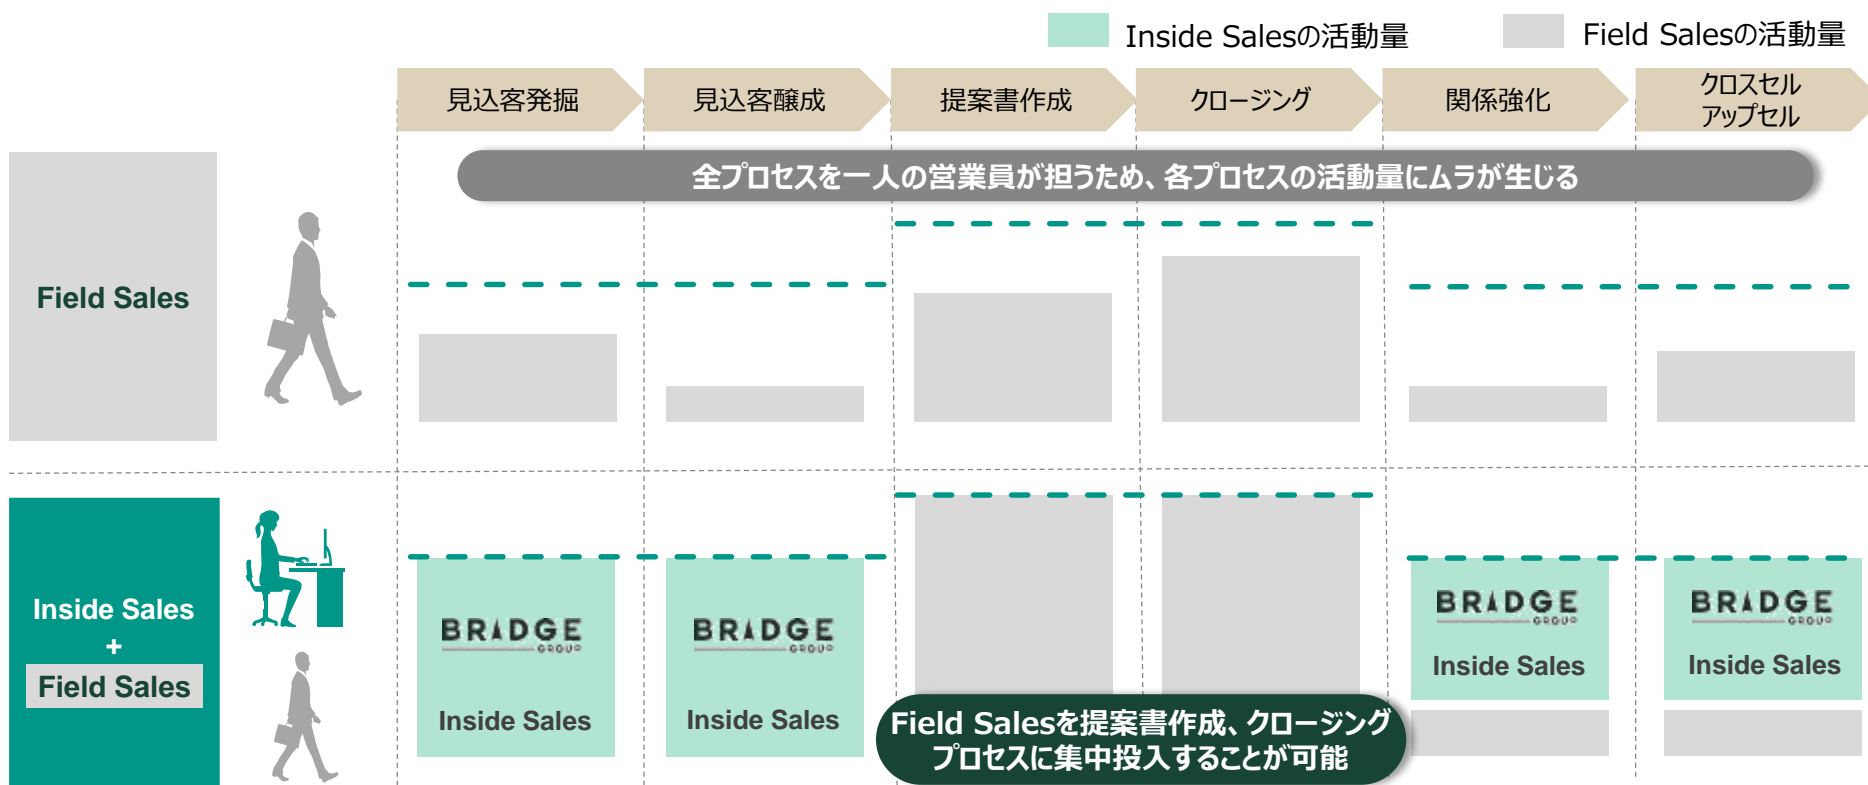 Inside Salesの活動量
Field Salesの活動量
見込客発掘
見込客醸成
提案書作成
クロージング
関係強化
クロスセル
アップセル
全プロセスを一人の営業員が担うため、各プロセスの活動量にムラが生じる
Field Sales
Inside Sales
+
Field Sales
BRIDGE
GROUP
Inside Sales
BRIDGE
GROUP
Inside Sales
Field Salesを提案書作成、クロージング
プロセスに集中投入することが可能
BRIDGE
GROUP
Inside Sales
BRIDGE
GROUP
Inside Sales